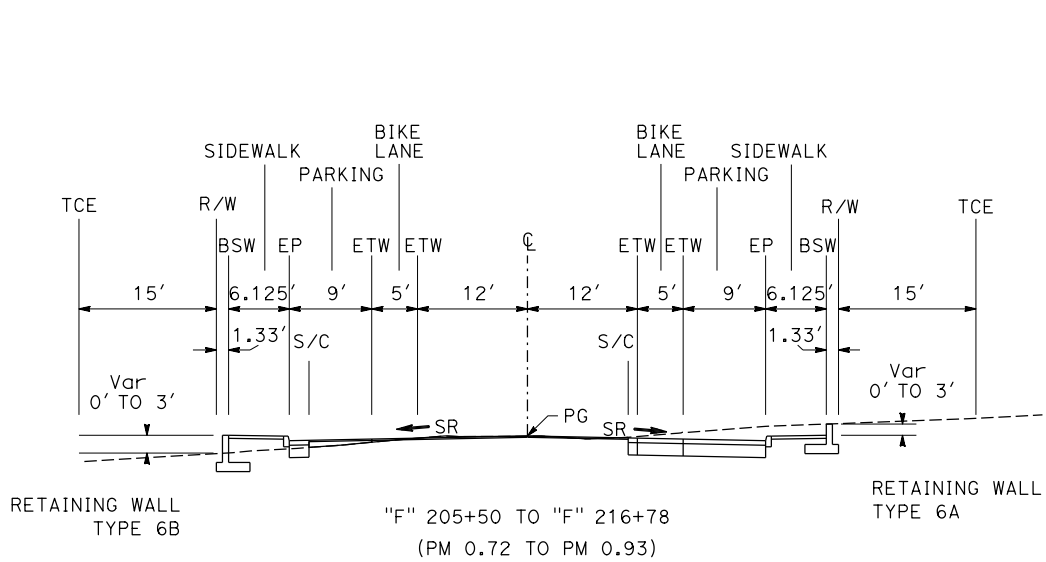 BIKE
LANE
BIKE
LANE
SIDEWALK
SIDEWALK
PARKING
PARKING
TCE
R/W
R/W
TCE
BSW
EP
ETW
ETW
℄
ETW
ETW
EP
BSW
15'
6.125'
9'
5'
12'
12'
5'
9'
6.125'
15'
1.33'
S/C
S/C
1.33'
Var
0' TO 3'
Var
0' TO 3'
SR
PG
SR
RETAINING WALL
TYPE 6B
RETAINING WALL
TYPE 6A
"F" 205+50 TO "F" 216+78
(PM 0.72 TO PM 0.93)